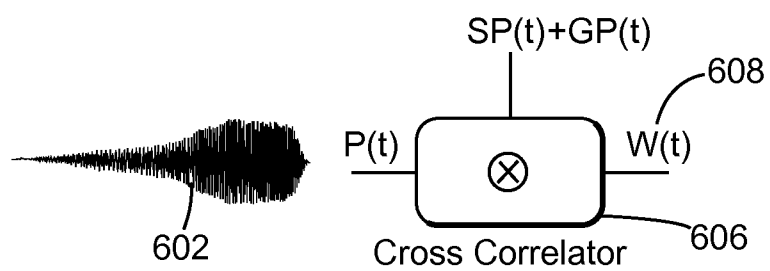 SP(t)+GP(t)
608
P(t)
W(t)
602
606
Cross Correlator